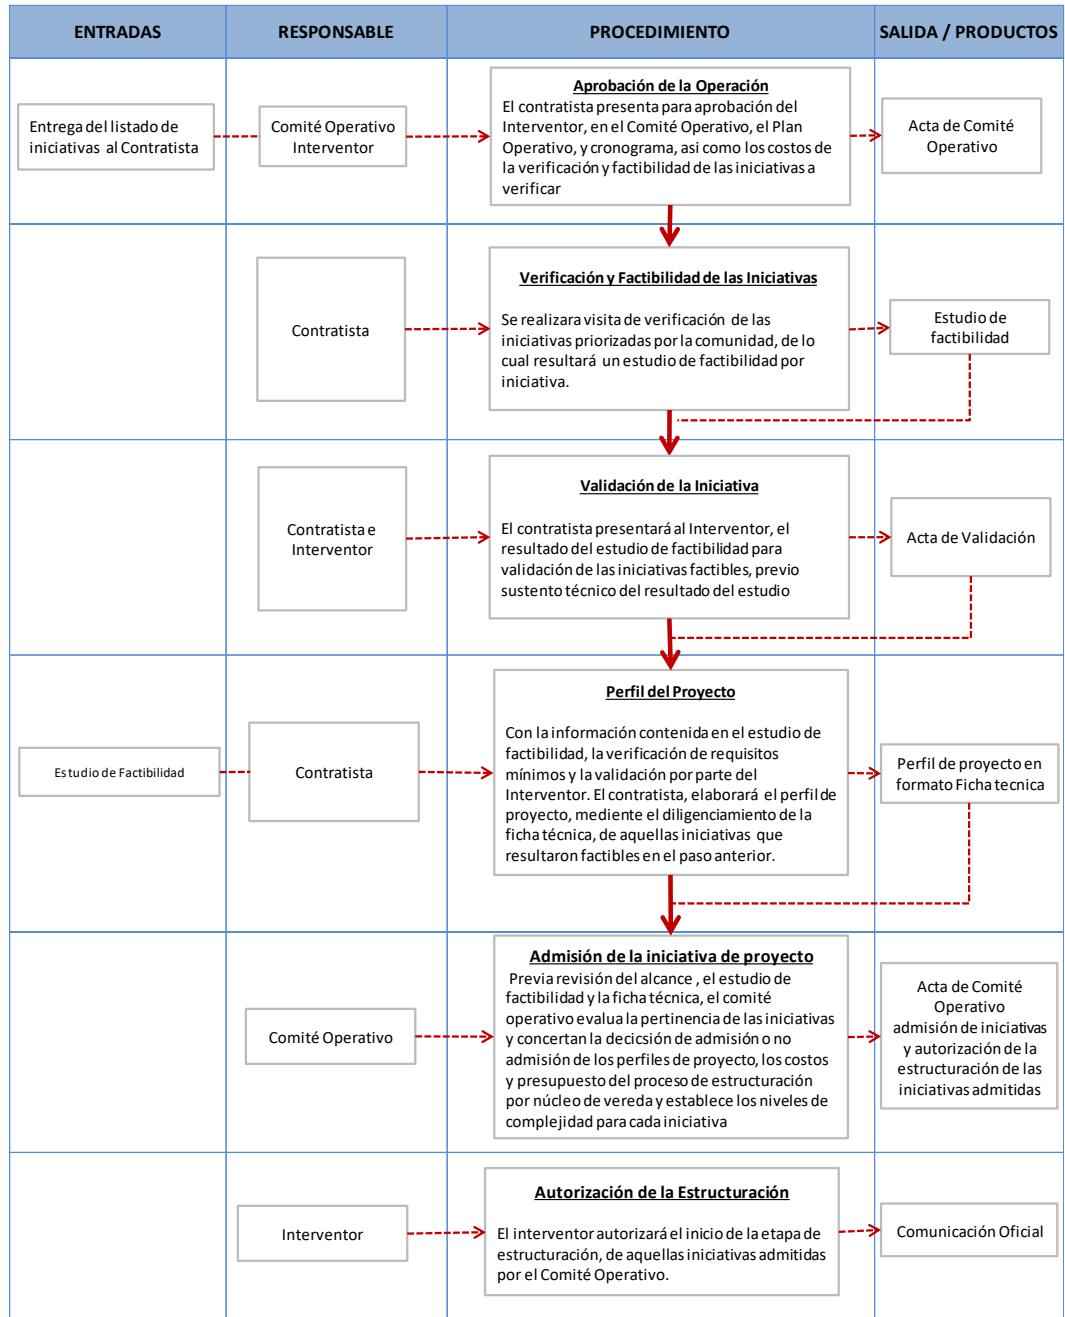 ENTRADAS
RESPONSABLE
PROCEDIMIENTO
SALIDA / PRODUCTOS
Entrega del listado de
iniciativas al Contratista
Comité Operativo
Interventor
Aprobación de la Operación
El contratista presenta para aprobación del
Interventor, en el Comité Operativo, el Plan
Operativo, y cronograma, asi como los costos de
la verificación y factibilidad de las iniciativas a
verificar
Acta de Comité
Operativo
Contratista
Verificación y Factibilidad de las Iniciativas
Se realizara visita de verificación de las
iniciativas priorizadas por la comunidad, de lo
cual resultará un estudio de factibilidad por
iniciativa.
Estudio de
factibilidad
Contratista e
Interventor
Validación de la Iniciativa
El contratista presentará al Interventor, el
resultado del estudio de factibilidad para
validación de las iniciativas factibles, previo
sustento técnico del resultado del estudio
Acta de Validación
Estudio de Factibilidad
Contratista
Perfil del Proyecto
Con la información contenida en el estudio de
factibilidad, la verificación de requisitos
mínimos y la validación por parte del
Interventor. El contratista, elaborará el perfil de
proyecto, mediente el diligenciamiento de la
ficha técnica, de aquellas iniciativas que
resultaron factibles en el paso anterior.
Perfil de proyecto en
formato Ficha tecnica
Comité Operativo
Admisión de la iniciativa de proyecto
Previa revisión del alcance , el estudio de
factibilidad y la ficha técnica, el comité
operativo evalua la pertinencia de las iniciativas
y concertan la decicsión de admisión o no
admisión de los perfiles de proyecto, los costos
y presupuesto del proceso de estructuración
por núcleo de vereda y establece los niveles de
complejidad para cada iniciativa
Acta de Comité
Operativo
admisión de iniciativas
y autorización de la
estructuración de las
iniciativas admitidas
Interventor
Autorización de la Estructuración
El interventor autorizará el inicio de la etapa de
estructuración, de aquellas iniciativas admitidas
por el Comité Operativo.
Comunicación Oficial